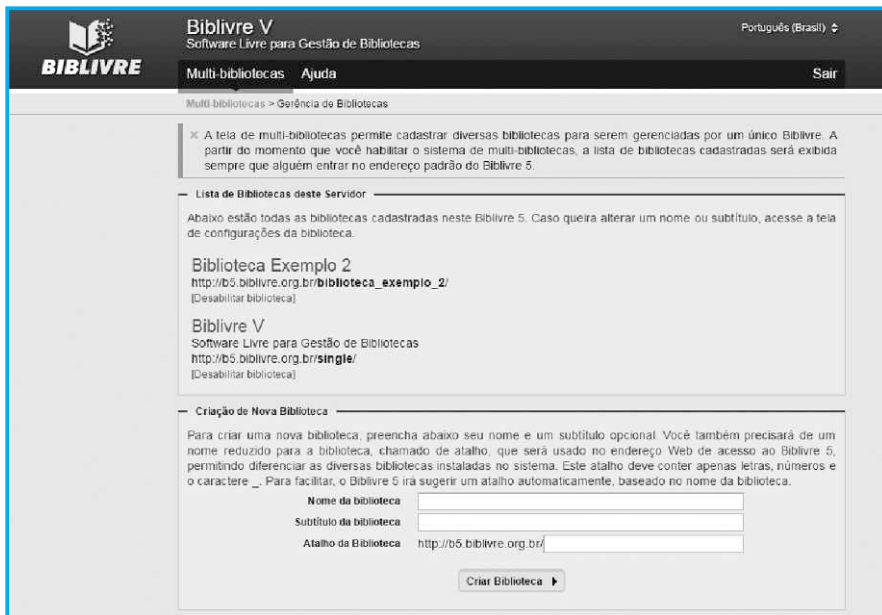 BIBLIVRE
Biblivre V
Software Livre para Gestão de Bibliotecas
Português (Brasil)
Multi-bibliotecas Ajuda Sair
Multi-bibliotecas > Gerência de Bibliotecas
× A tela de multi-bibliotecas permite cadastrar diversas bibliotecas para serem gerenciadas por um único Biblivre. A
partir do momento que você habilitar o sistema de multi-bibliotecas, a lista de bibliotecas cadastradas será exibida
sempre que alguém entrar no endereço padrão do Biblivre 5.
Lista de Bibliotecas deste Servidor
Abaixo estão todas as bibliotecas cadastradas neste Biblivre 5. Caso queira alterar um nome ou subtítulo, acesse a tela
de configurações da biblioteca.
Biblioteca Exemplo 2
http://b5.biblivre.org.br/biblioteca_exemplo_2/
[Desabilitar biblioteca]
Biblivre V
Software Livre para Gestão de Bibliotecas
http://b5.biblivre.org.br/single/
[Desabilitar biblioteca]
Criação de Nova Biblioteca
Para criar uma nova biblioteca, preencha abaixo seu nome e um subtítulo opcional. Você também precisará de um
nome reduzido para a biblioteca, chamado de atalho, que será usado no endereço Web de acesso ao Biblivre 5,
permitindo diferenciar as diversas bibliotecas instaladas no sistema. Este atalho deve conter apenas letras, números e
o caractere _. Para facilitar, o Biblivre 5 irá sugerir um atalho automaticamente, baseado no nome da biblioteca.
Nome da biblioteca
Subtítulo da biblioteca
Atalho da Biblioteca http://b5.biblivre.org.br/
Criar Biblioteca